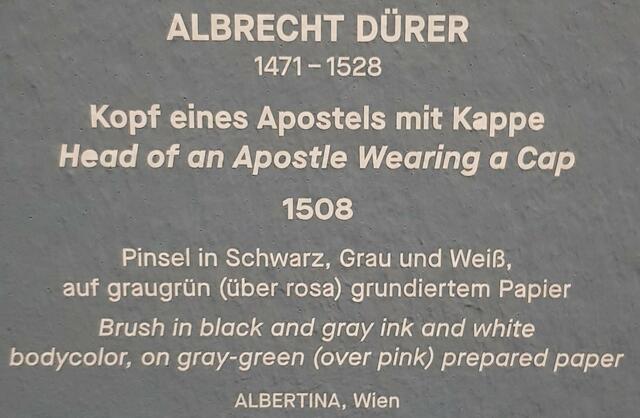 ALBRECHT DÜRER
1471 – 1528
Kopf eines Apostels mit Kappe
Head of an Apostle Wearing a Cap
1508
Pinsel in Schwarz, Grau und Weiß,
auf graugrün (über rosa) grundiertem Papier
Brush in black and gray ink and white
bodycolor, on gray-green (over pink) prepared paper
ALBERTINA, Wien